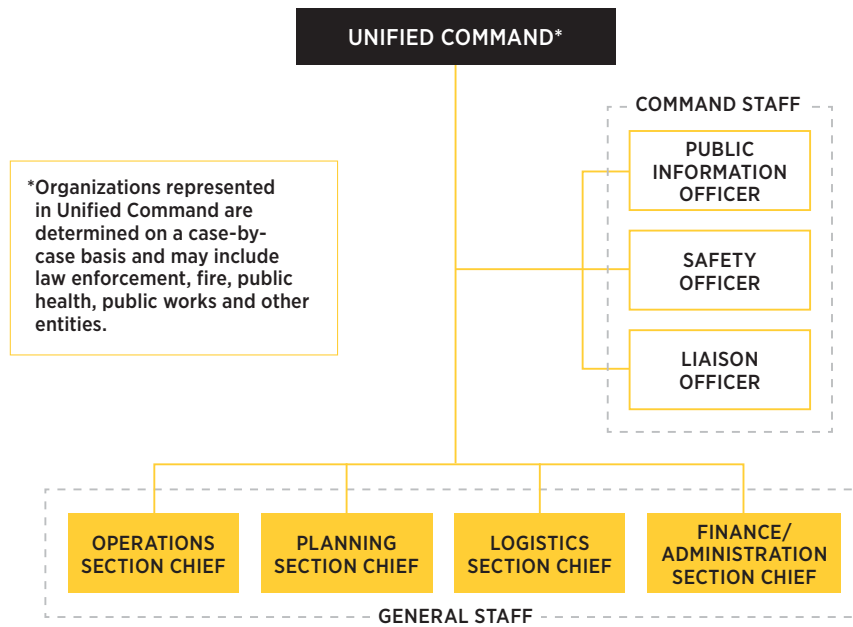 UNIFIED COMMAND*
COMMAND STAFF
PUBLIC
INFORMATION
OFFICER
*Organizations represented
in Unified Command are
determined on a case-by-
case basis and may include
law enforcement, fire, public
health, public works and other
entities.
SAFETY
OFFICER
LIAISON
OFFICER
OPERATIONS
SECTION CHIEF
PLANNING
SECTION CHIEF
LOGISTICS
SECTION CHIEF
FINANCE/
ADMINISTRATION
SECTION CHIEF
GENERAL STAFF